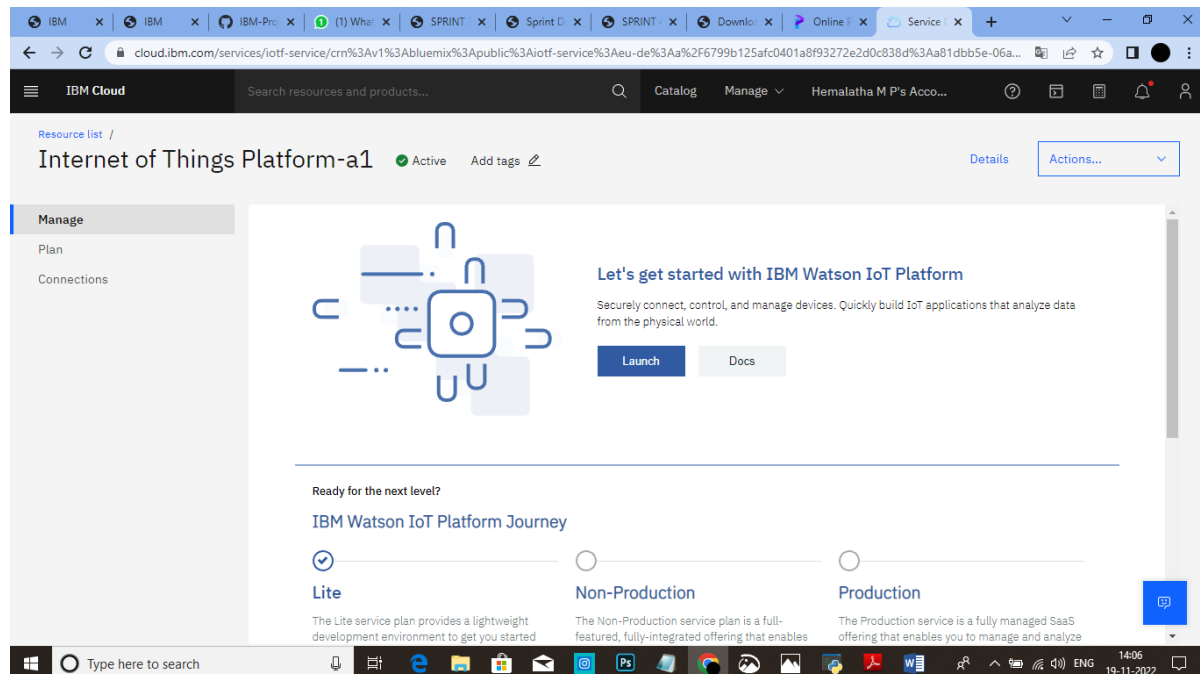 IBM IBM IBM-Pro (1) What SPRINT Sprint D SPRINT Downloa Online Service
cloud.ibm.com/services/iotf-service/crn%3Av1%3Abluemix%3Apublic%3Aiotf-service%3Aeu-de%3Aa%2F6799b125afc0401a8f93272e2d0c838d%3Aa81dbb5e-06a...
IBM Cloud Search resources and products... Catalog Manage Hemalatha M P's Acco...
Resource list /
Internet of Things Platform-a1 Active Add tags Details Actions...
Manage
Plan
Connections
Let's get started with IBM Watson IoT Platform
Securely connect, control, and manage devices. Quickly build IoT applications that analyze data
from the physical world.
Launch Docs
Ready for the next level?
IBM Watson IoT Platform Journey
Lite Non-Production Production
The Lite service plan provides a lightweight The Non-Production service plan is a full- The Production service is a fully managed SaaS
development environment to get you started featured, fully-integrated offering that enables offering that enables you to manage and analyze
Type here to search Ps ENG 14:06
19-11-2022